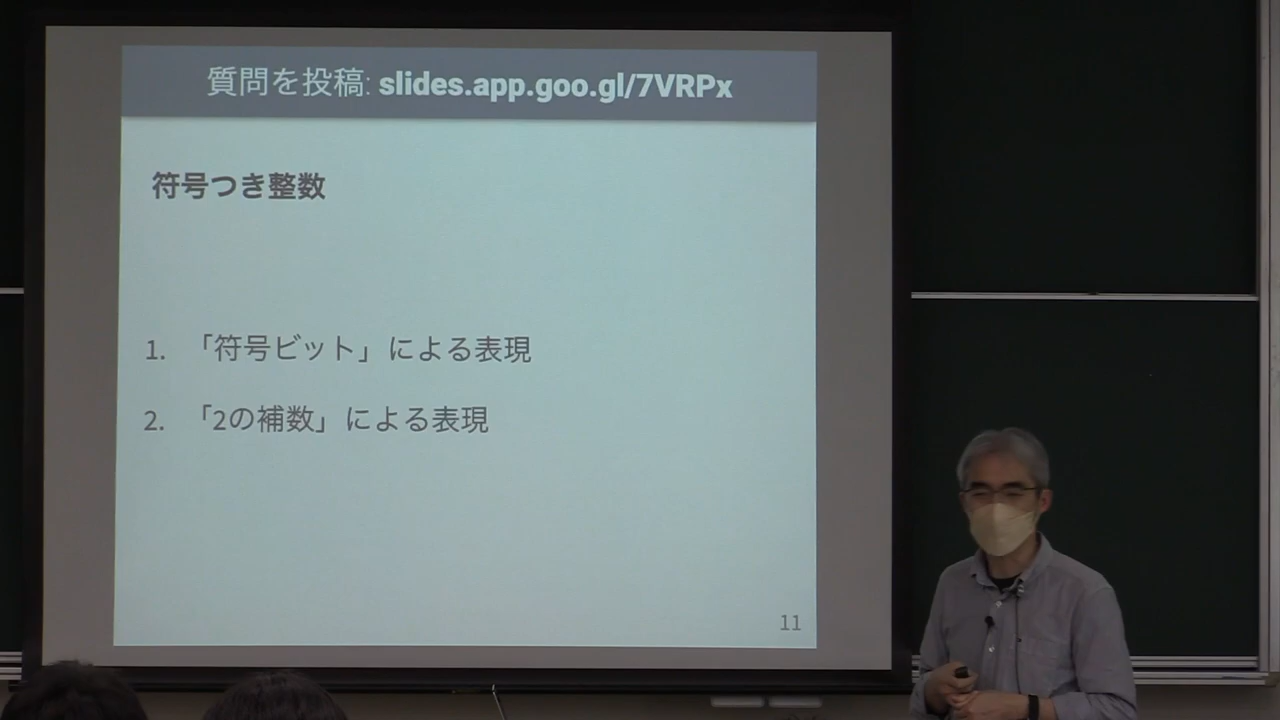 質問を投稿: slides.app.goo.gl/7VRPx
符号つき整数
1. 「符号ビット」による表現
2. 「2の補数」による表現
11